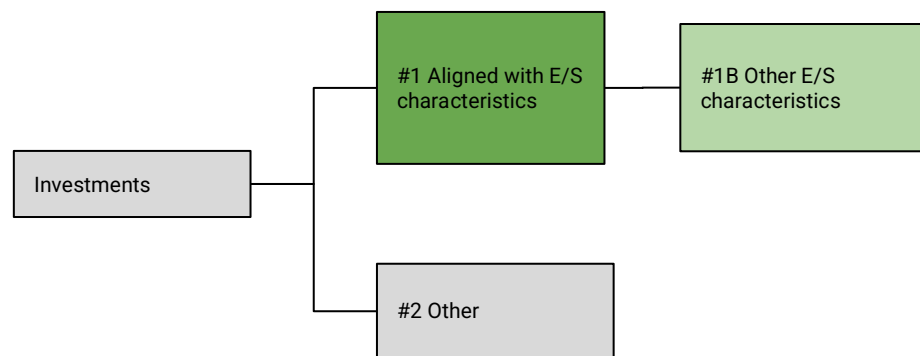 #1 Aligned with E/S
characteristics
#1B Other E/S
characteristics
Investments
#2 Other